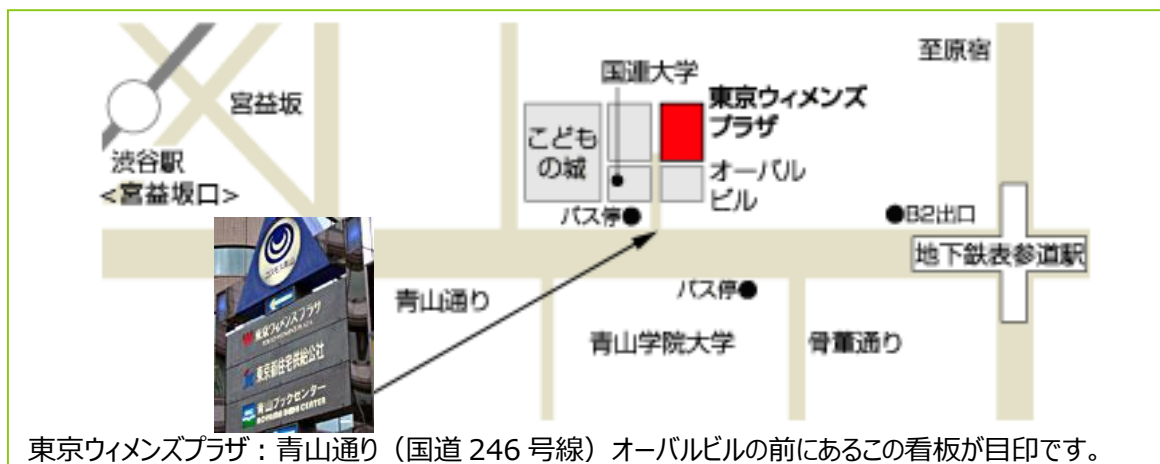 至原宿
国連大学
東京ウィメンズ
プラザ
宮益坂
こども
の城
渋谷駅
<宮益坂口>
オーバル
ビル
バス停
B2出口
地下鉄表参道駅
青山通り
バス停
青山学院大学
骨董通り
東京ウィメンズプラザ
東京都住宅供給公社
青山ブックセンター
AOYAMA BOOK CENTER
東京ウィメンズプラザ：青山通り（国道 246 号線）オーバルビルの前にあるこの看板が目印です。